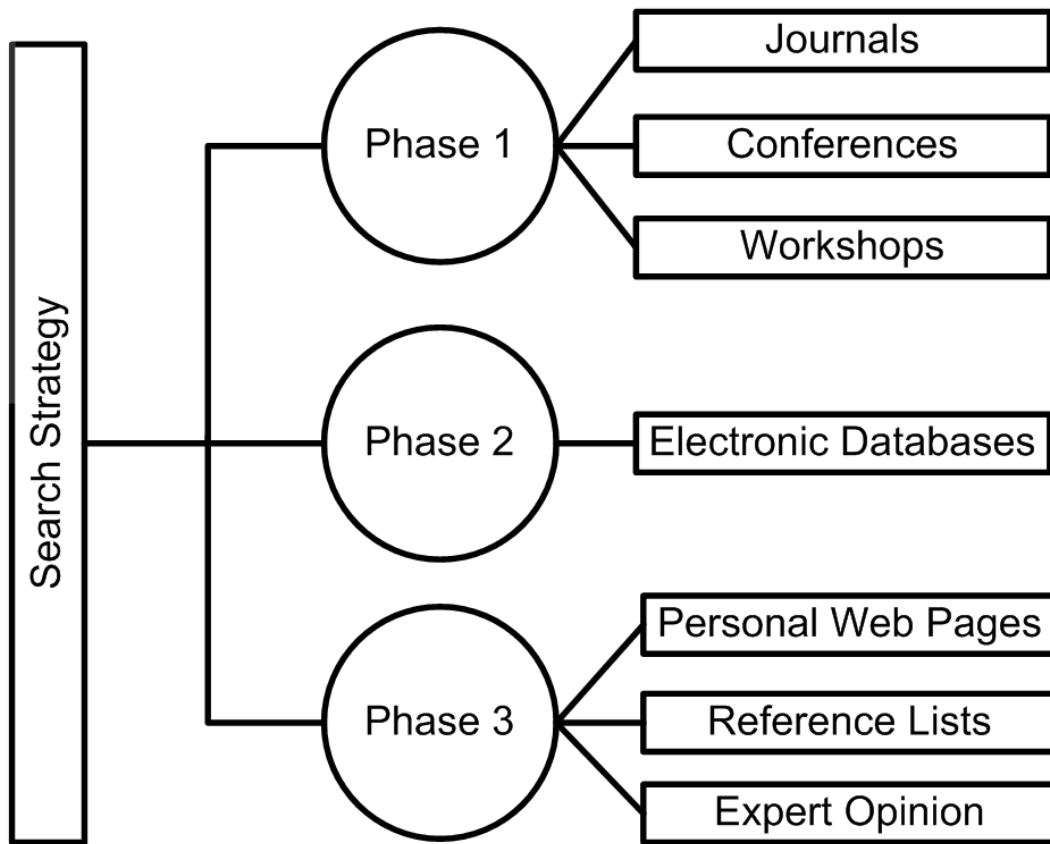 Search Strategy
Phase 1
Journals
Conferences
Workshops
Phase 2
Electronic Databases
Phase 3
Personal Web Pages
Reference Lists
Expert Opinion